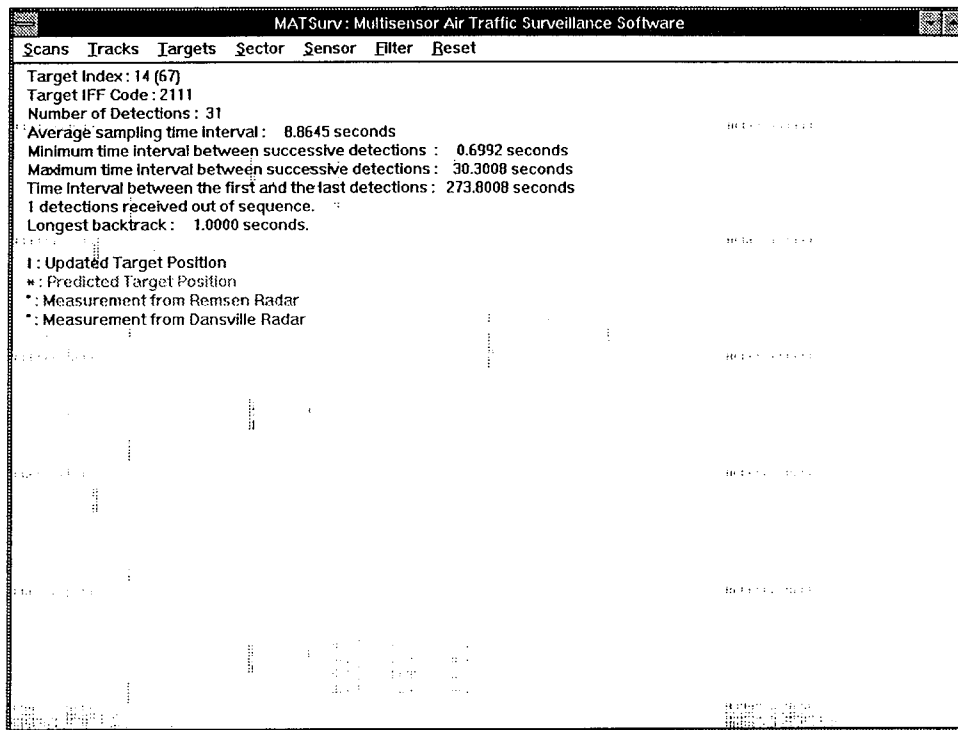 MATSurv : Multisensor Air Traffic Surveillance Software
Scans Tracks Targets Sector Sensor Filter Reset
Target Index : 14 (67)
Target IFF Code : 2111
Number of Detections : 31
Average sampling time interval : 8.8645 seconds
Minimum time interval between successive detections : 0.6992 seconds
Maximum time interval between successive detections : 30.3008 seconds
Time interval between the first and the last detections : 273.8008 seconds
1 detections received out of sequence.
Longest backtrack : 1.0000 seconds.
: Updated Target Position
* : Predicted Target Position
* : Measurement from Remsen Radar
* : Measurement from Dansville Radar